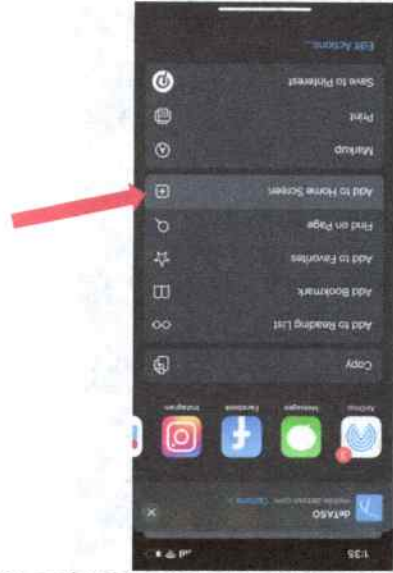 1:35
deTASO
mobile.detaso.com Options >
AirDrop Messages Facebook Instagram
3
Copy
Add to Reading List
Add Bookmark
Add to Favorites
Find on Page
Add to Home Screen
Markup
Print
Save to Pinterest
Edit Actions...